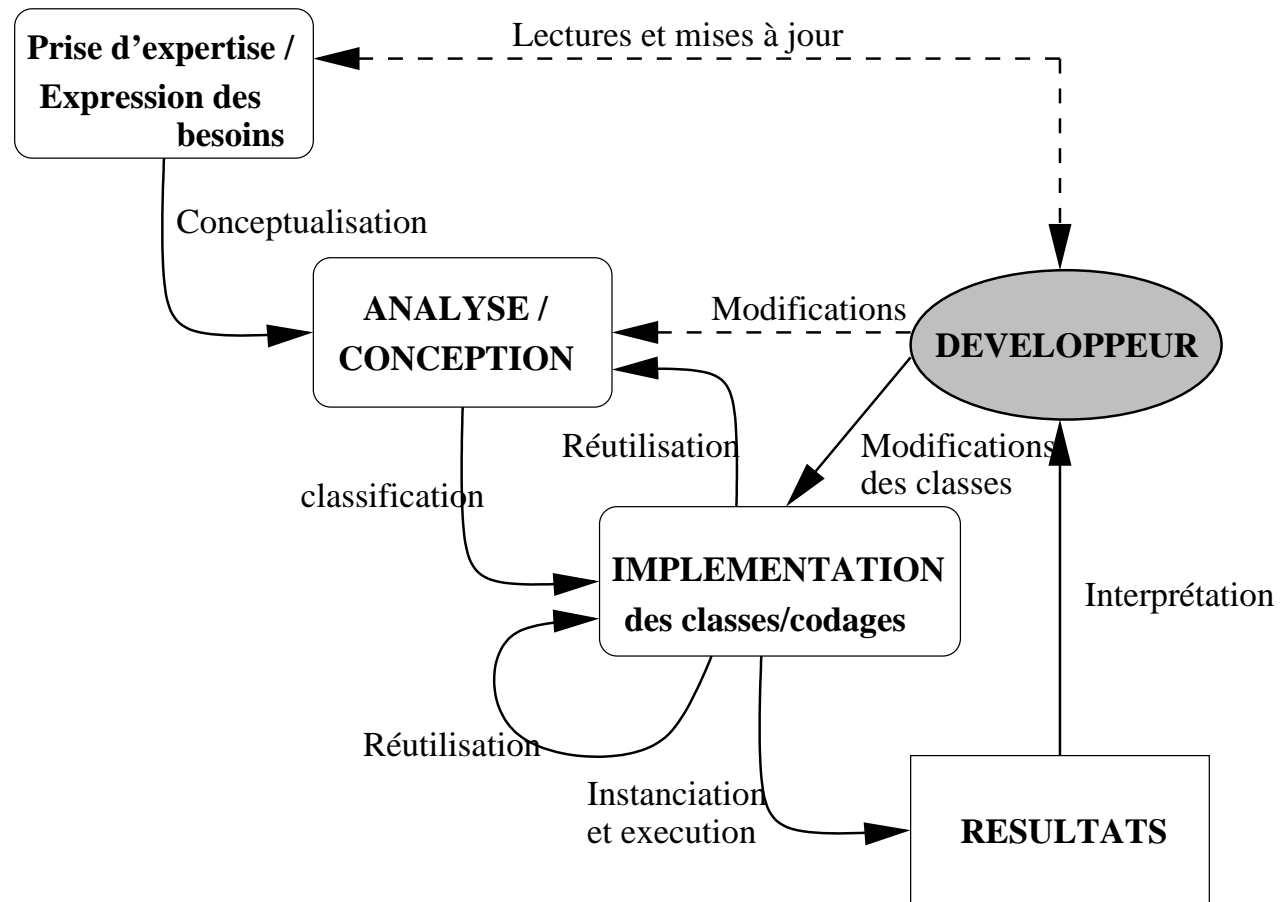 Prise d'expertise /
Expression des
besoins
Lectures et mises à jour
Conceptualisation
ANALYSE /
CONCEPTION
Modifications
DEVELOPPEUR
Réutilisation
Modifications
des classes
classification
IMPLEMENTATION
des classes/codages
Interprétation
Réutilisation
Instanciation
et execution
RESULTATS